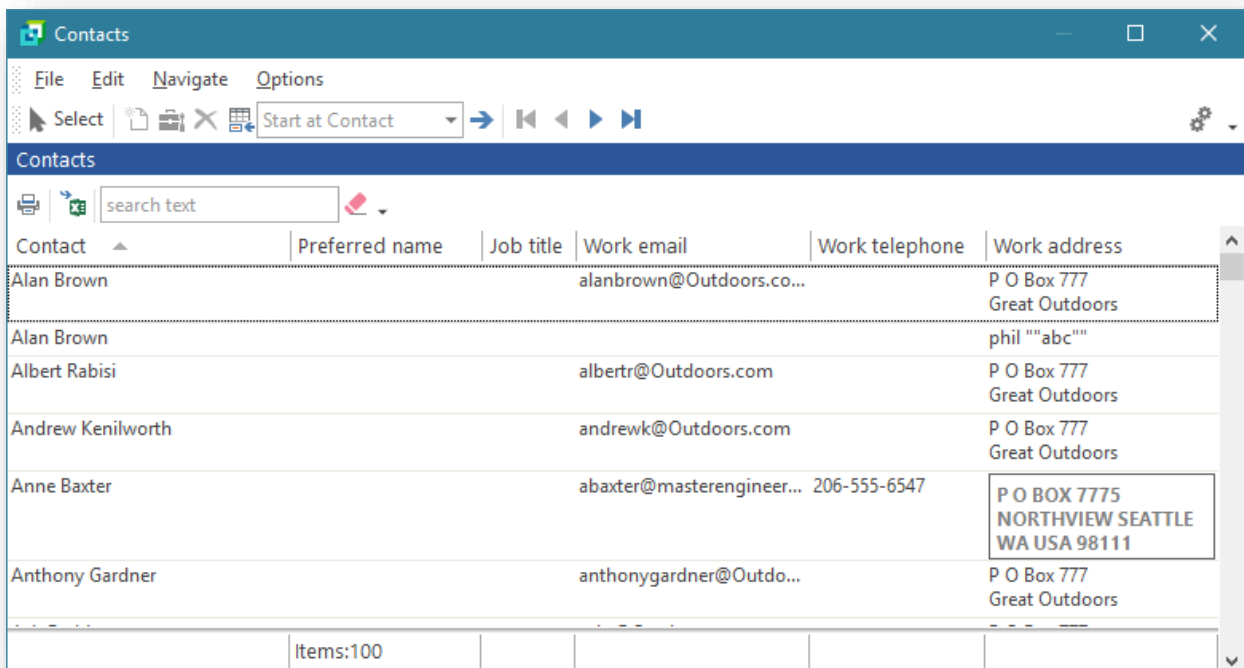 Contacts
File Edit Navigate Options
Select Start at Contact
Contacts
search text
Contact Preferred name Job title Work email Work telephone Work address
Alan Brown alanbrown@Outdoors.co... P O Box 777
Great Outdoors
Alan Brown phil ""abc""
Albert Rabisi albertr@Outdoors.com P O Box 777
Great Outdoors
Andrew Kenilworth andrewk@Outdoors.com P O Box 777
Great Outdoors
Anne Baxter abaxter@masterengineer... 206-555-6547 P O BOX 7775
NORTHVIEW SEATTLE
WA USA 98111
Anthony Gardner anthonygardner@Outdo... P O Box 777
Great Outdoors
Items:100